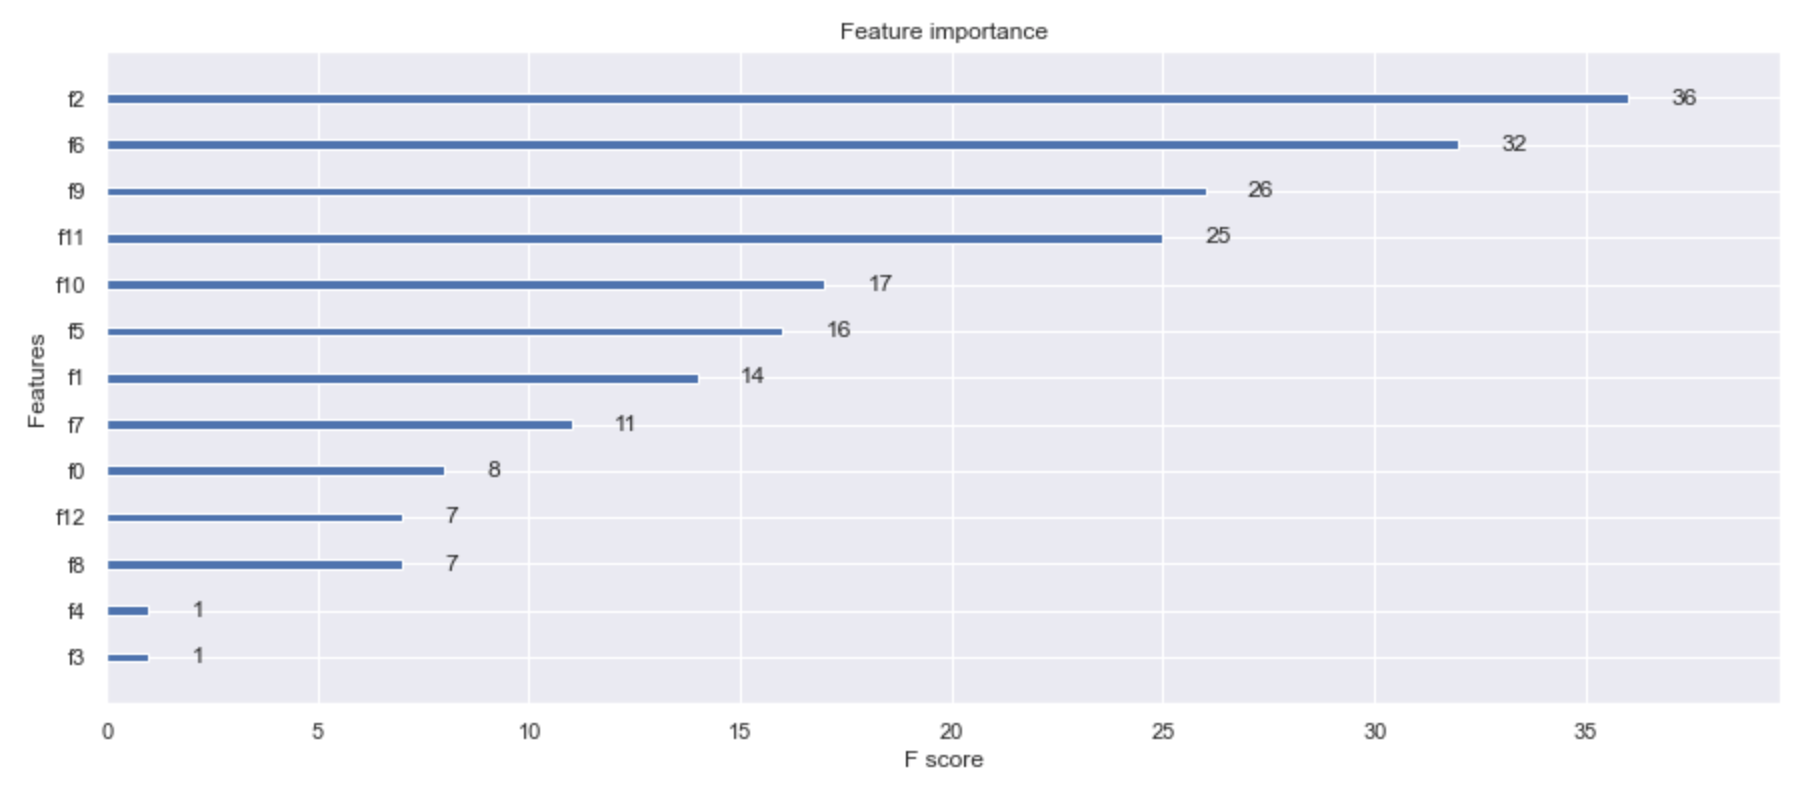 Feature importance
f2 36
f6 32
f9 26
f11 25
f10 17
f5 16
f1 14
f7 11
f0 8
f12 7
f8 7
f4 1
f3 1
Features
0 5 10 15 20 25 30 35
F score